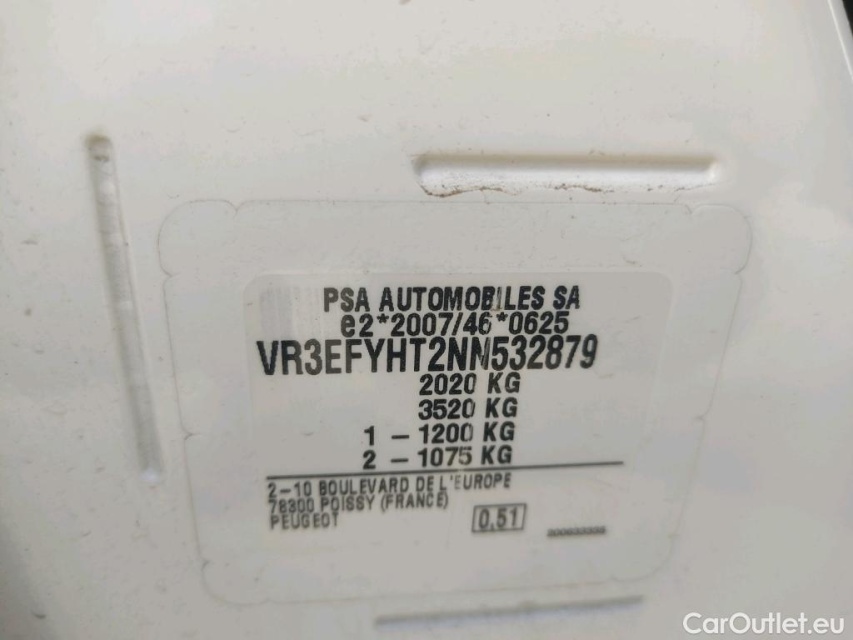 PSA AUTOMOBILES SA
e2*2007/46*0625
VR3EFYHT2NN532879
2020 KG
3520 KG
1 - 1200 KG
2 - 1075 KG
2-10 BOULEVARD DE L'EUROPE
78300 POISSY (FRANCE)
PEUGEOT
0,51
CarOutlet.eu